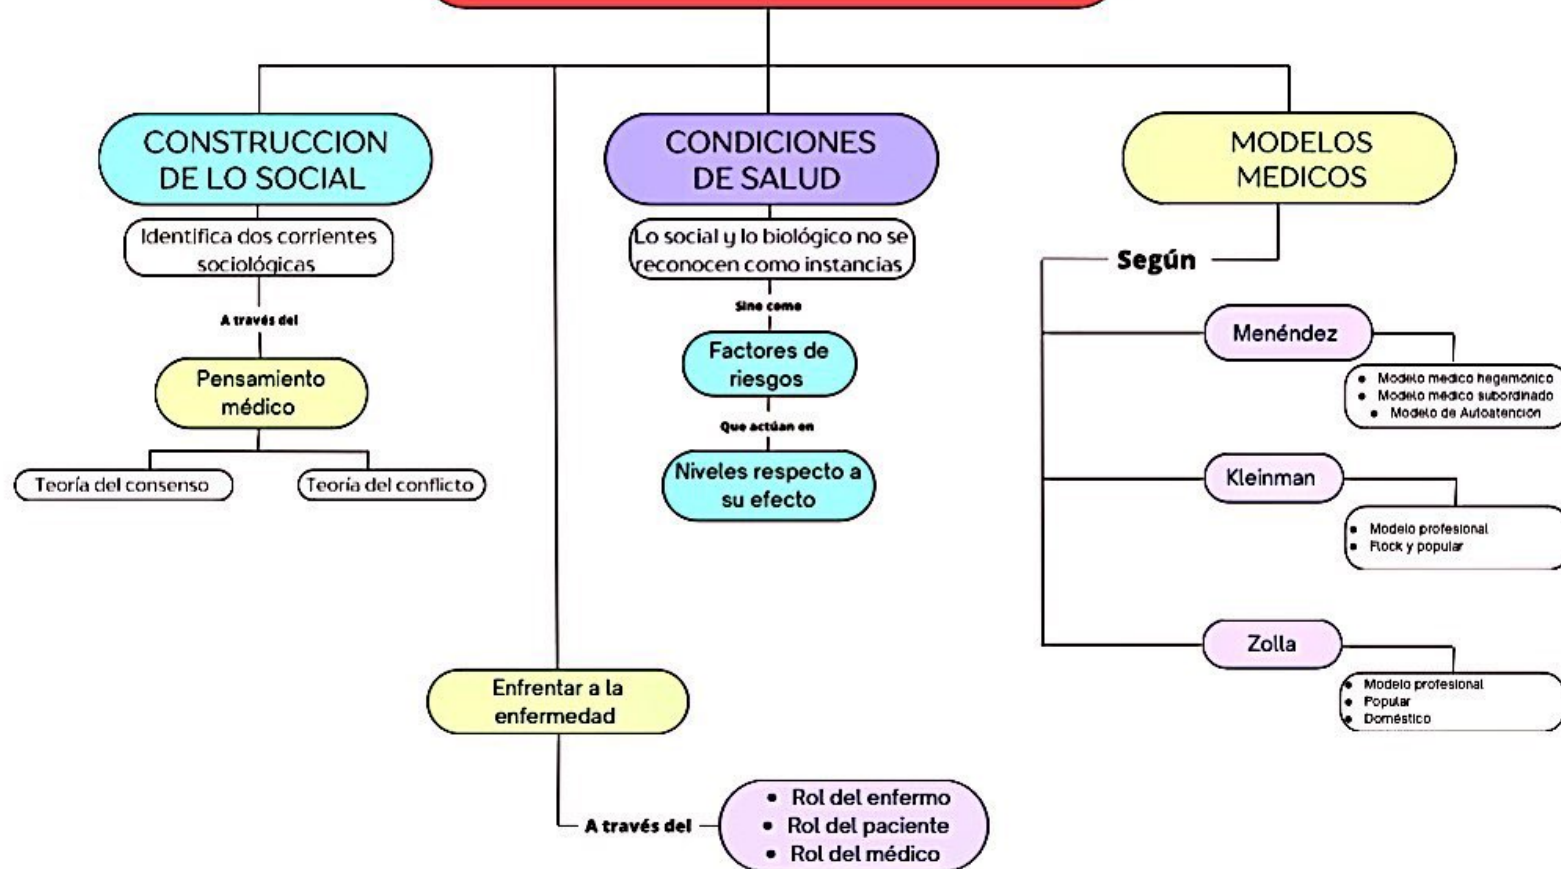 CONSTRUCCION
DE LO SOCIAL
Identifica dos corrientes
sociológicas
A través del
Pensamiento
médico
Teoría del consenso
Teoría del conflicto
CONDICIONES
DE SALUD
Lo social y lo biológico no se
reconocen como instancias
Sino como
Factores de
riesgos
Que actúan en
Niveles respecto a
su efecto
MODELOS
MEDICOS
Según
Menéndez
• Modelo medico hegemónico
• Modelo médico subordinado
• Modelo de Autoatención
Kleinman
• Modelo profesional
• Flock y popular
Zolla
• Modelo profesional
• Popular
• Doméstico
Enfrentar a la
enfermedad
A través del
• Rol del enfermo
• Rol del paciente
• Rol del médico